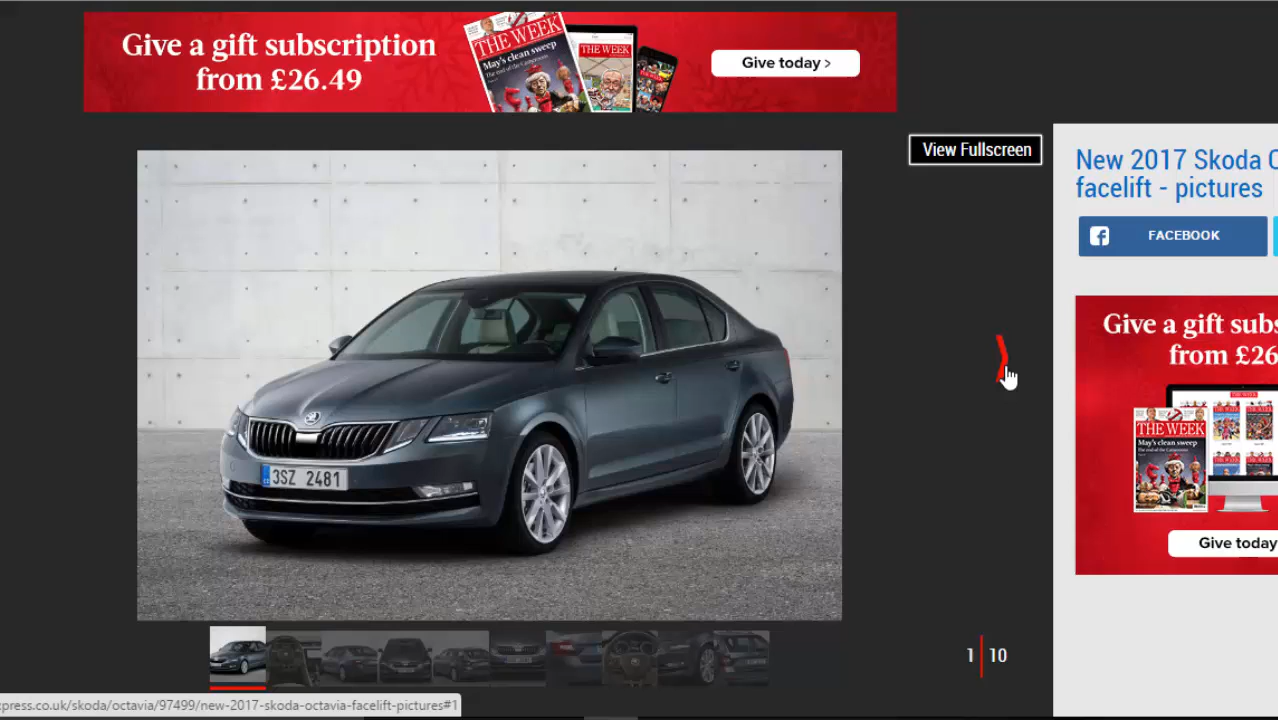 Give a gift subscription
from £26.49
THE WEEK
May's clean sweep
THE WEEK
Give today >
View Fullscreen
New 2017 Skoda
facelift - pictures
FACEBOOK
3SZ 2481
Give a gift subs
from £26
THE WEEK
May's clean sweep
Give today
1 | 10
press.co.uk/skoda/octavia/97499/new-2017-skoda-octavia-facelift-pictures#1